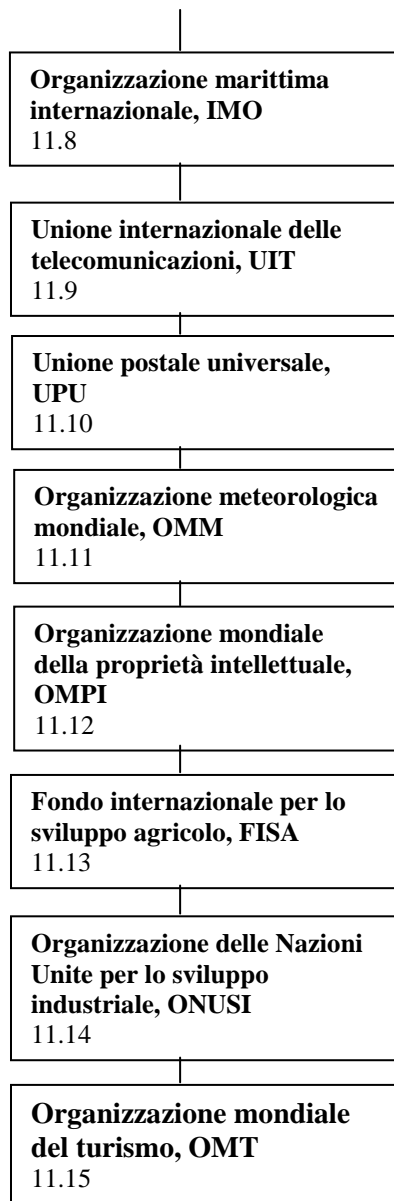 Organizzazione marittima
internazionale, IMO
11.8
Unione internazionale delle
telecomunicazioni, UIT
11.9
Unione postale universale,
UPU
11.10
Organizzazione meteorologica
mondiale, OMM
11.11
Organizzazione mondiale
della proprietà intellettuale,
OMPI
11.12
Fondo internazionale per lo
sviluppo agricolo, FISA
11.13
Organizzazione delle Nazioni
Unite per lo sviluppo
industriale, ONUSI
11.14
Organizzazione mondiale
del turismo, OMT
11.15